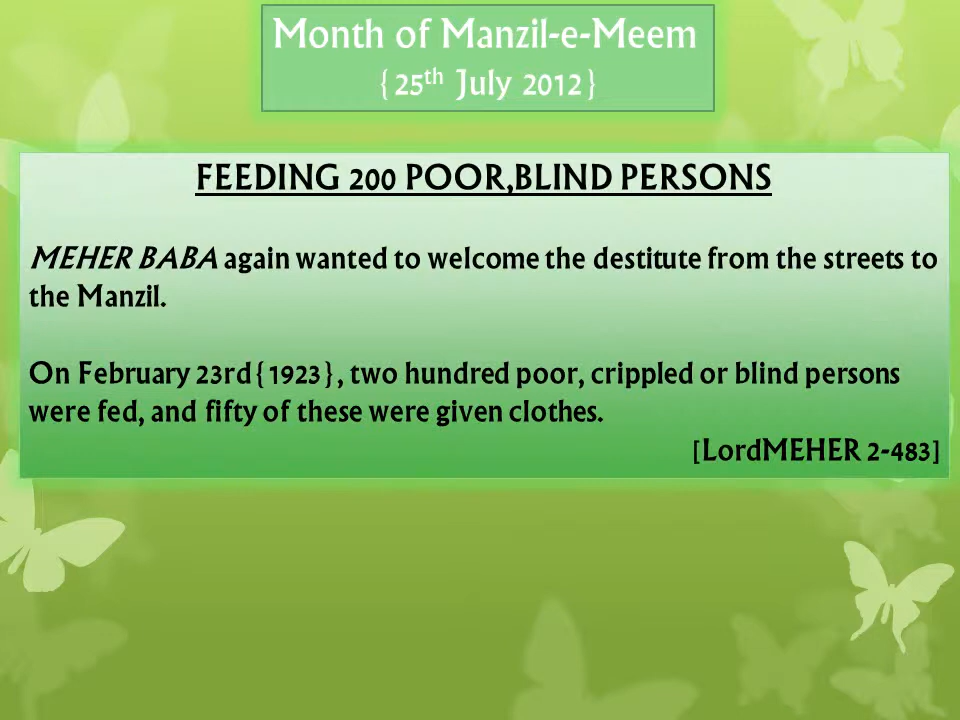 Month of Manzil-e-Meem
{25th July 2012}
FEEDING 200 POOR,BLIND PERSONS
MEHER BABA again wanted to welcome the destitute from the streets to
the Manzil.
On February 23rd{1923}, two hundred poor, crippled or blind persons
were fed, and fifty of these were given clothes.
[LordMEHER 2-483]